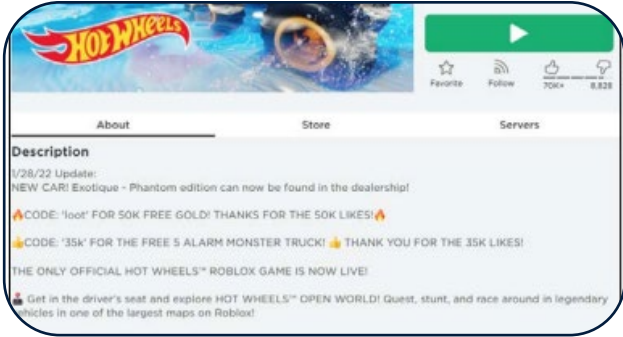 HOT WHEELS
Favorite Follow 70K+ 8,828
About Store Servers
Description
1/28/22 Update:
NEW CAR! Exotique - Phantom edition can now be found in the dealership!
🔥CODE: 'loot' FOR 50K FREE GOLD! THANKS FOR THE 50K LIKES!🔥
👍CODE: '35k' FOR THE FREE 5 ALARM MONSTER TRUCK! 👍 THANK YOU FOR THE 35K LIKES!
THE ONLY OFFICIAL HOT WHEELS™ ROBLOX GAME IS NOW LIVE!
🕹️ Get in the driver's seat and explore HOT WHEELS™ OPEN WORLD! Quest, stunt, and race around in legendary
vehicles in one of the largest maps on Roblox!